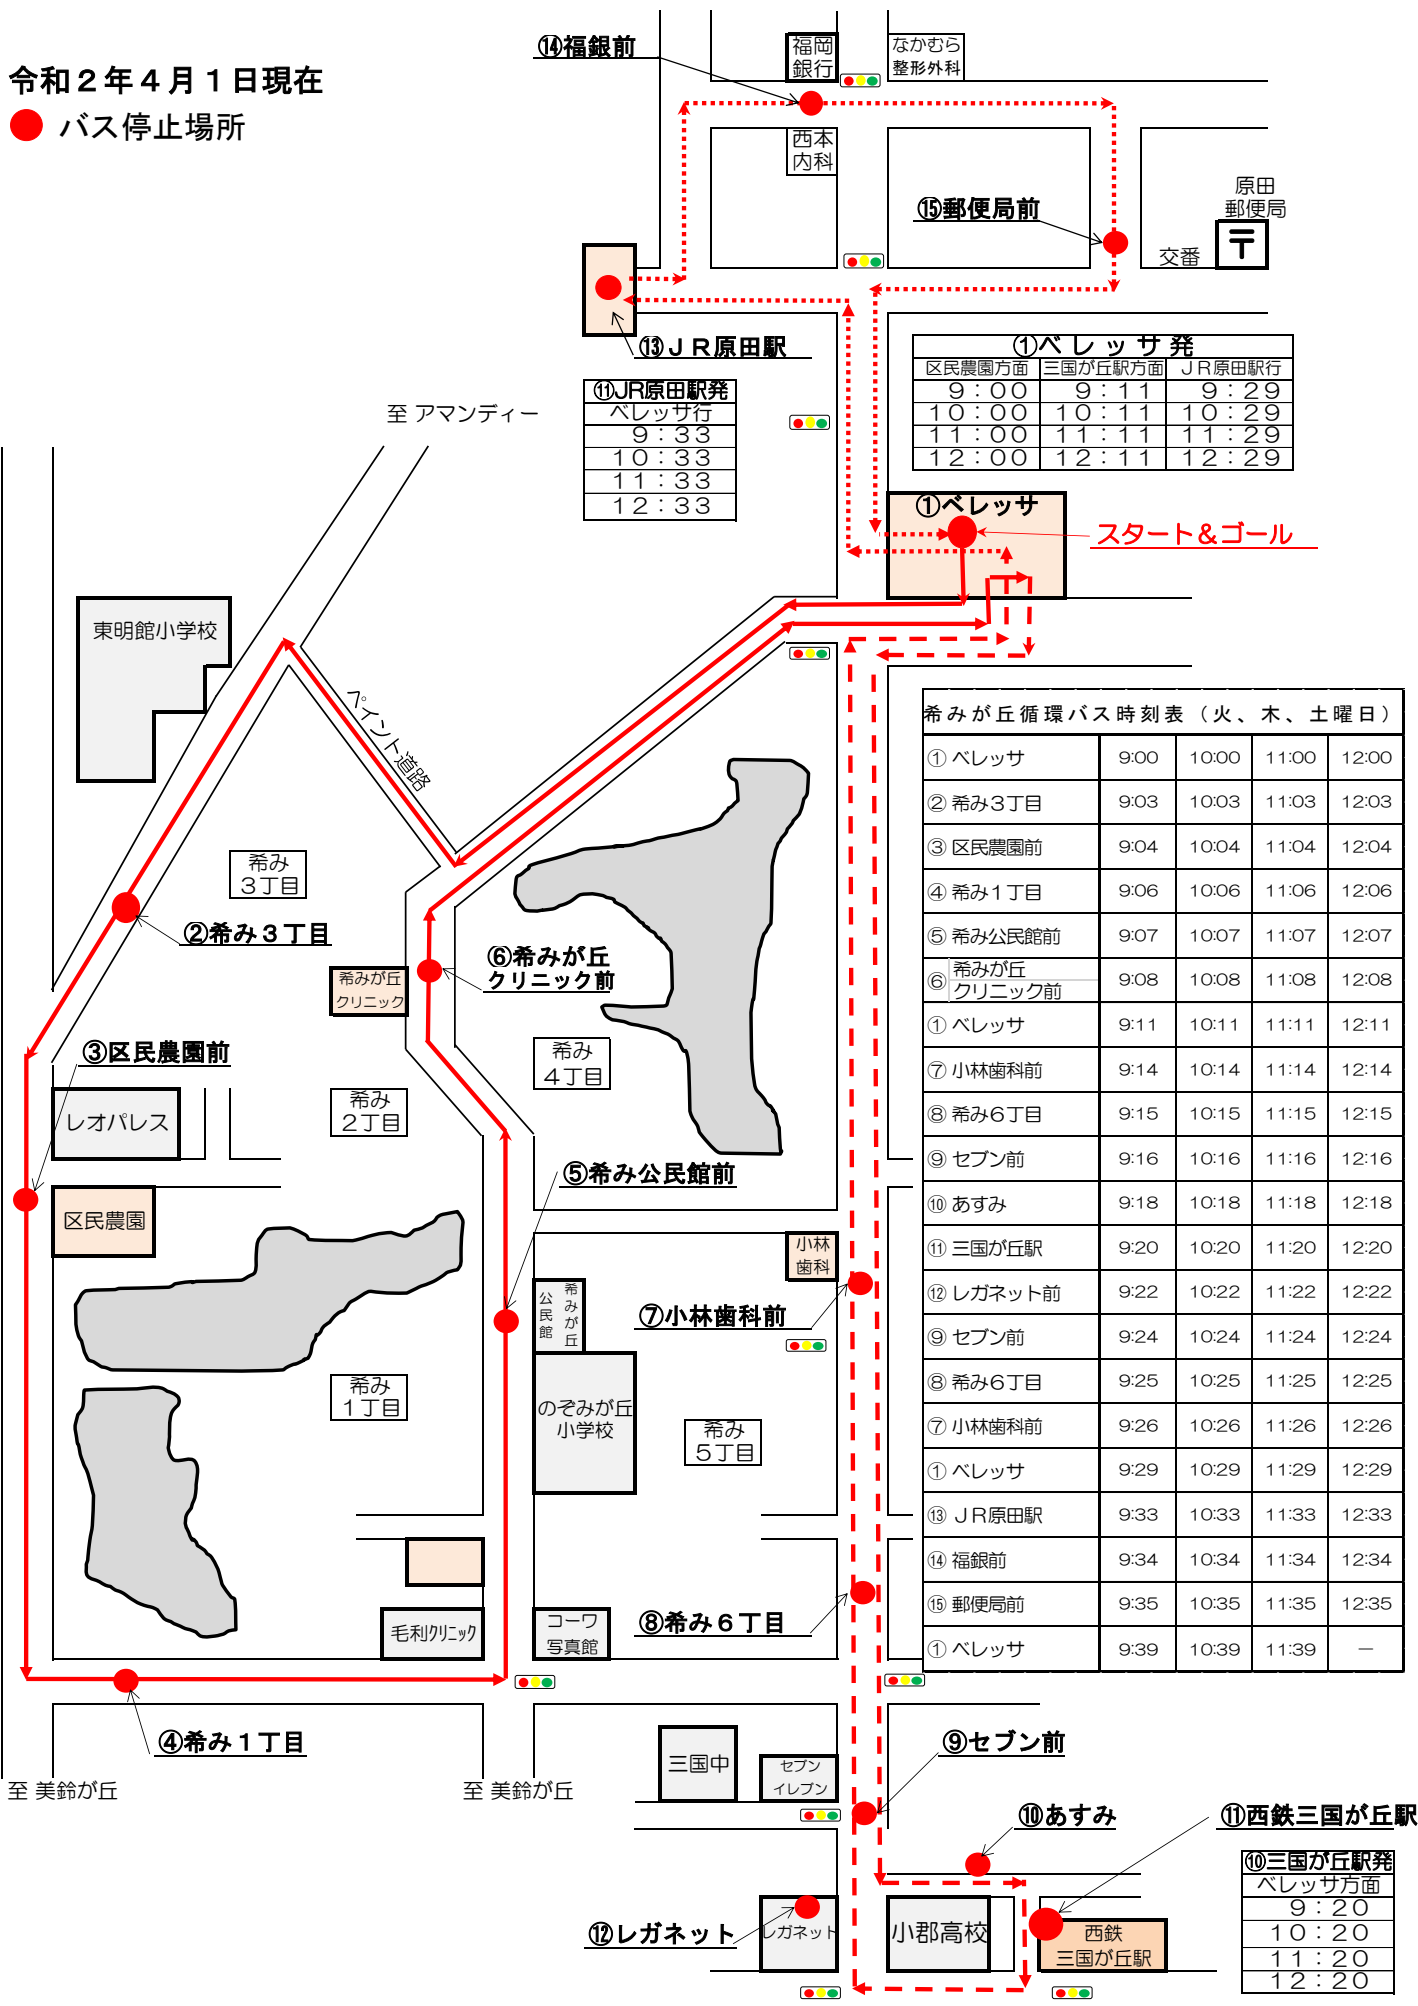 令和２年４月１日現在
バス停止場所
⑭福銀前
福岡
銀行
なかむら
整形外科
西本
内科
⑮郵便局前
原田
郵便局
〒
交番
⑬ＪＲ原田駅
⑪JR原田駅発
ベレッサ行
９：３３
１０：３３
１１：３３
１２：３３
①ベレッサ発
区民農園方面 三国が丘駅方面 ＪＲ原田駅行
９：００ ９：１１ ９：２９
１０：００ １０：１１ １０：２９
１１：００ １１：１１ １１：２９
１２：００ １２：１１ １２：２９
至 アマンディー
①ベレッサ
スタート＆ゴール
東明館小学校
ペイント道路
希み
３丁目
②希み３丁目
希みが丘
クリニック
⑥希みが丘
クリニック前
③区民農園前
レオパレス
希み
２丁目
希み
４丁目
区民農園
⑤希み公民館前
小林
歯科
希みが丘
公民館
⑦小林歯科前
希み
１丁目
のぞみが丘
小学校
希み
５丁目
毛利クリニック
コーワ
写真館
⑧希み６丁目
④希み１丁目
至 美鈴が丘
至 美鈴が丘
三国中
セブン
イレブン
⑨セブン前
⑩あすみ
⑪西鉄三国が丘駅
⑫レガネット
レガネット
小郡高校
西鉄
三国が丘駅
⑩三国が丘駅発
ベレッサ方面
９：２０
１０：２０
１１：２０
１２：２０
希みが丘循環バス時刻表（火、木、土曜日）
① ベレッサ 9:00 10:00 11:00 12:00
② 希み３丁目 9:03 10:03 11:03 12:03
③ 区民農園前 9:04 10:04 11:04 12:04
④ 希み１丁目 9:06 10:06 11:06 12:06
⑤ 希み公民館前 9:07 10:07 11:07 12:07
⑥ 希みが丘
クリニック前 9:08 10:08 11:08 12:08
① ベレッサ 9:11 10:11 11:11 12:11
⑦ 小林歯科前 9:14 10:14 11:14 12:14
⑧ 希み６丁目 9:15 10:15 11:15 12:15
⑨ セブン前 9:16 10:16 11:16 12:16
⑩ あすみ 9:18 10:18 11:18 12:18
⑪ 三国が丘駅 9:20 10:20 11:20 12:20
⑫ レガネット前 9:22 10:22 11:22 12:22
⑨ セブン前 9:24 10:24 11:24 12:24
⑧ 希み６丁目 9:25 10:25 11:25 12:25
⑦ 小林歯科前 9:26 10:26 11:26 12:26
① ベレッサ 9:29 10:29 11:29 12:29
⑬ ＪＲ原田駅 9:33 10:33 11:33 12:33
⑭ 福銀前 9:34 10:34 11:34 12:34
⑮ 郵便局前 9:35 10:35 11:35 12:35
① ベレッサ 9:39 10:39 11:39 －